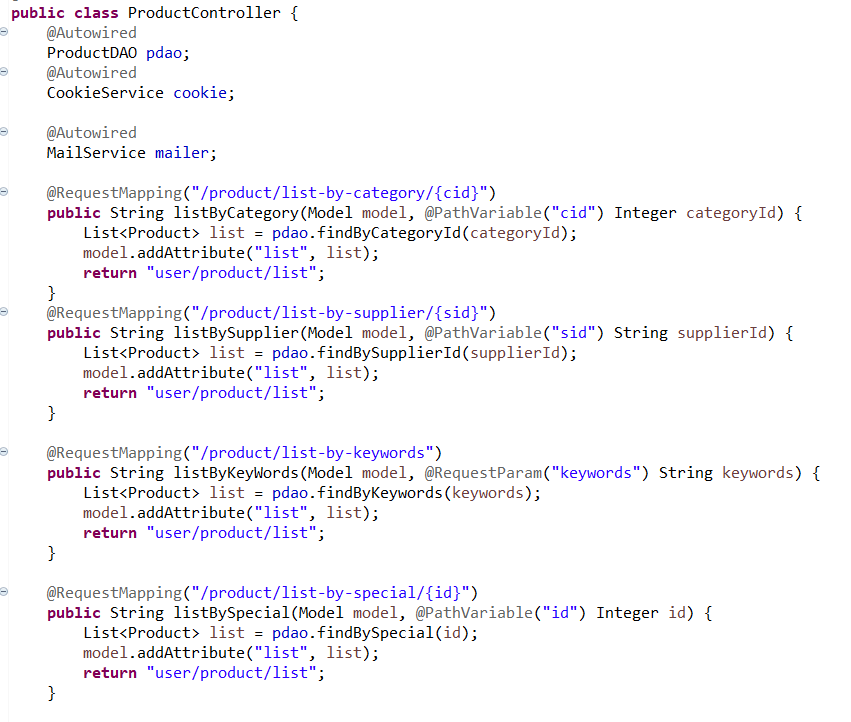 public class ProductController {
    @Autowired
    ProductDAO pdao;
    @Autowired
    CookieService cookie;

    @Autowired
    MailService mailer;

    @RequestMapping("/product/list-by-category/{cid}")
    public String listByCategory(Model model, @PathVariable("cid") Integer categoryId) {
        List<Product> list = pdao.findByCategoryId(categoryId);
        model.addAttribute("list", list);
        return "user/product/list";
    }
    @RequestMapping("/product/list-by-supplier/{sid}")
    public String listBySupplier(Model model, @PathVariable("sid") String supplierId) {
        List<Product> list = pdao.findBySupplierId(supplierId);
        model.addAttribute("list", list);
        return "user/product/list";
    }

    @RequestMapping("/product/list-by-keywords")
    public String listByKeyWords(Model model, @RequestParam("keywords") String keywords) {
        List<Product> list = pdao.findByKeywords(keywords);
        model.addAttribute("list", list);
        return "user/product/list";
    }

    @RequestMapping("/product/list-by-special/{id}")
    public String listBySpecial(Model model, @PathVariable("id") Integer id) {
        List<Product> list = pdao.findBySpecial(id);
        model.addAttribute("list", list);
        return "user/product/list";
    }